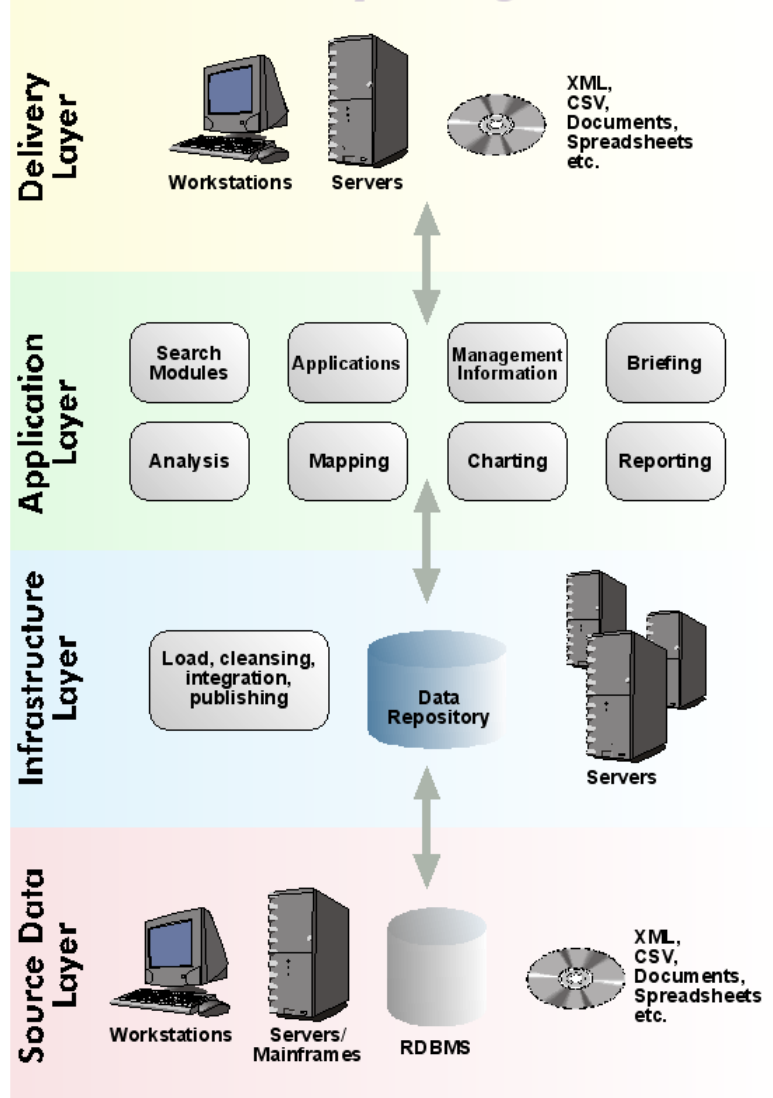 Delivery
Layer
Workstations
Servers
XML,
CSV,
Documents,
Spreadsheets
etc.
Application
Layer
Search
Modules
Applications
Management
Information
Briefing
Analysis
Mapping
Charting
Reporting
Infrastructure
Layer
Load, cleansing,
integration,
publishing
Data
Repository
Servers
Source Data
Layer
Workstations
Servers/
Mainframes
RDBMS
XML,
CSV,
Documents,
Spreadsheets
etc.